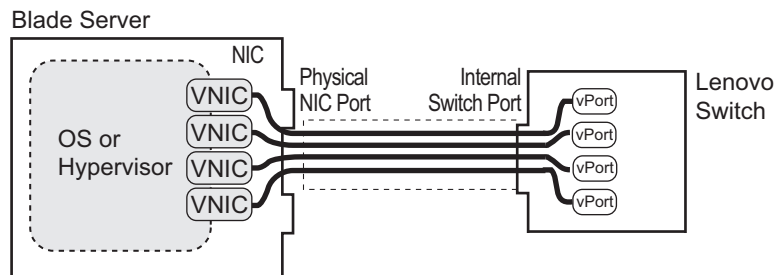 Blade Server
NIC
Physical
NIC Port
Internal
Switch Port
Lenovo
Switch
OS or
Hypervisor
VNIC
VNIC
VNIC
VNIC
vPort
vPort
vPort
vPort